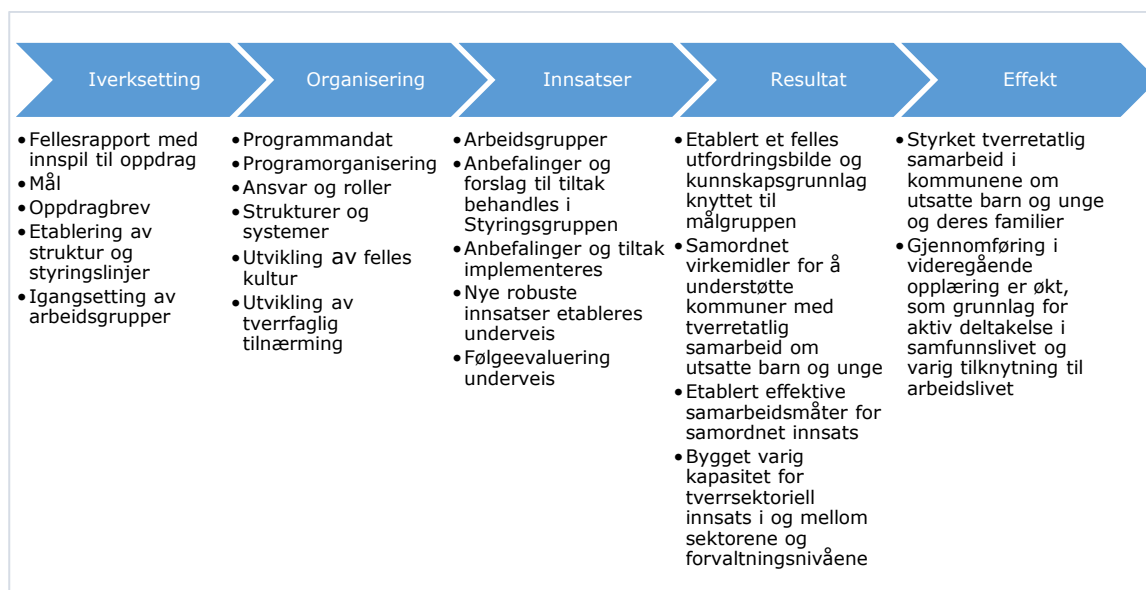 Iverksetting
Organisering
Innsatser
Resultat
Effekt
•Fellesrapport med
innspil til oppdrag
•Mål
•Oppdragbrev
•Etablering av
struktur og
styringslinjer
•Igangsetting av
arbeidsgrupper
•Programmandat
•Programorganisering
•Ansvar og roller
•Strukturer og
systemer
•Utvikling av felles
kultur
•Utvikling av
tverrfaglig
tilnærming
•Arbeidsgrupper
•Anbefalinger og
forslag til tiltak
behandles i
Styringsgruppen
•Anbefalinger og tiltak
implementeres
•Nye robuste
innsatser etableres
underveis
•Følgeevaluering
underveis
•Etablert et felles
utfordringsbilde og
kunnskapsgrunnlag
knyttet til
målgruppen
•Samordnet
virkemidler for å
understøtte
kommuner med
tverretatlig
samarbeid om
utsatte barn og unge
•Etablert effektive
samarbeidsmåter for
samordnet innsats
•Bygget varig
kapasitet for
tverrsektoriell
innsats i og mellom
sektorene og
forvaltningsnivåene
•Styrket tverretatlig
samarbeid i
kommunene om
utsatte barn og unge
og deres familier
•Gjennomføring i
videregående
opplæring er økt,
som grunnlag for
aktiv deltakelse i
samfunnslivet og
varig tilknytning til
arbeidslivet